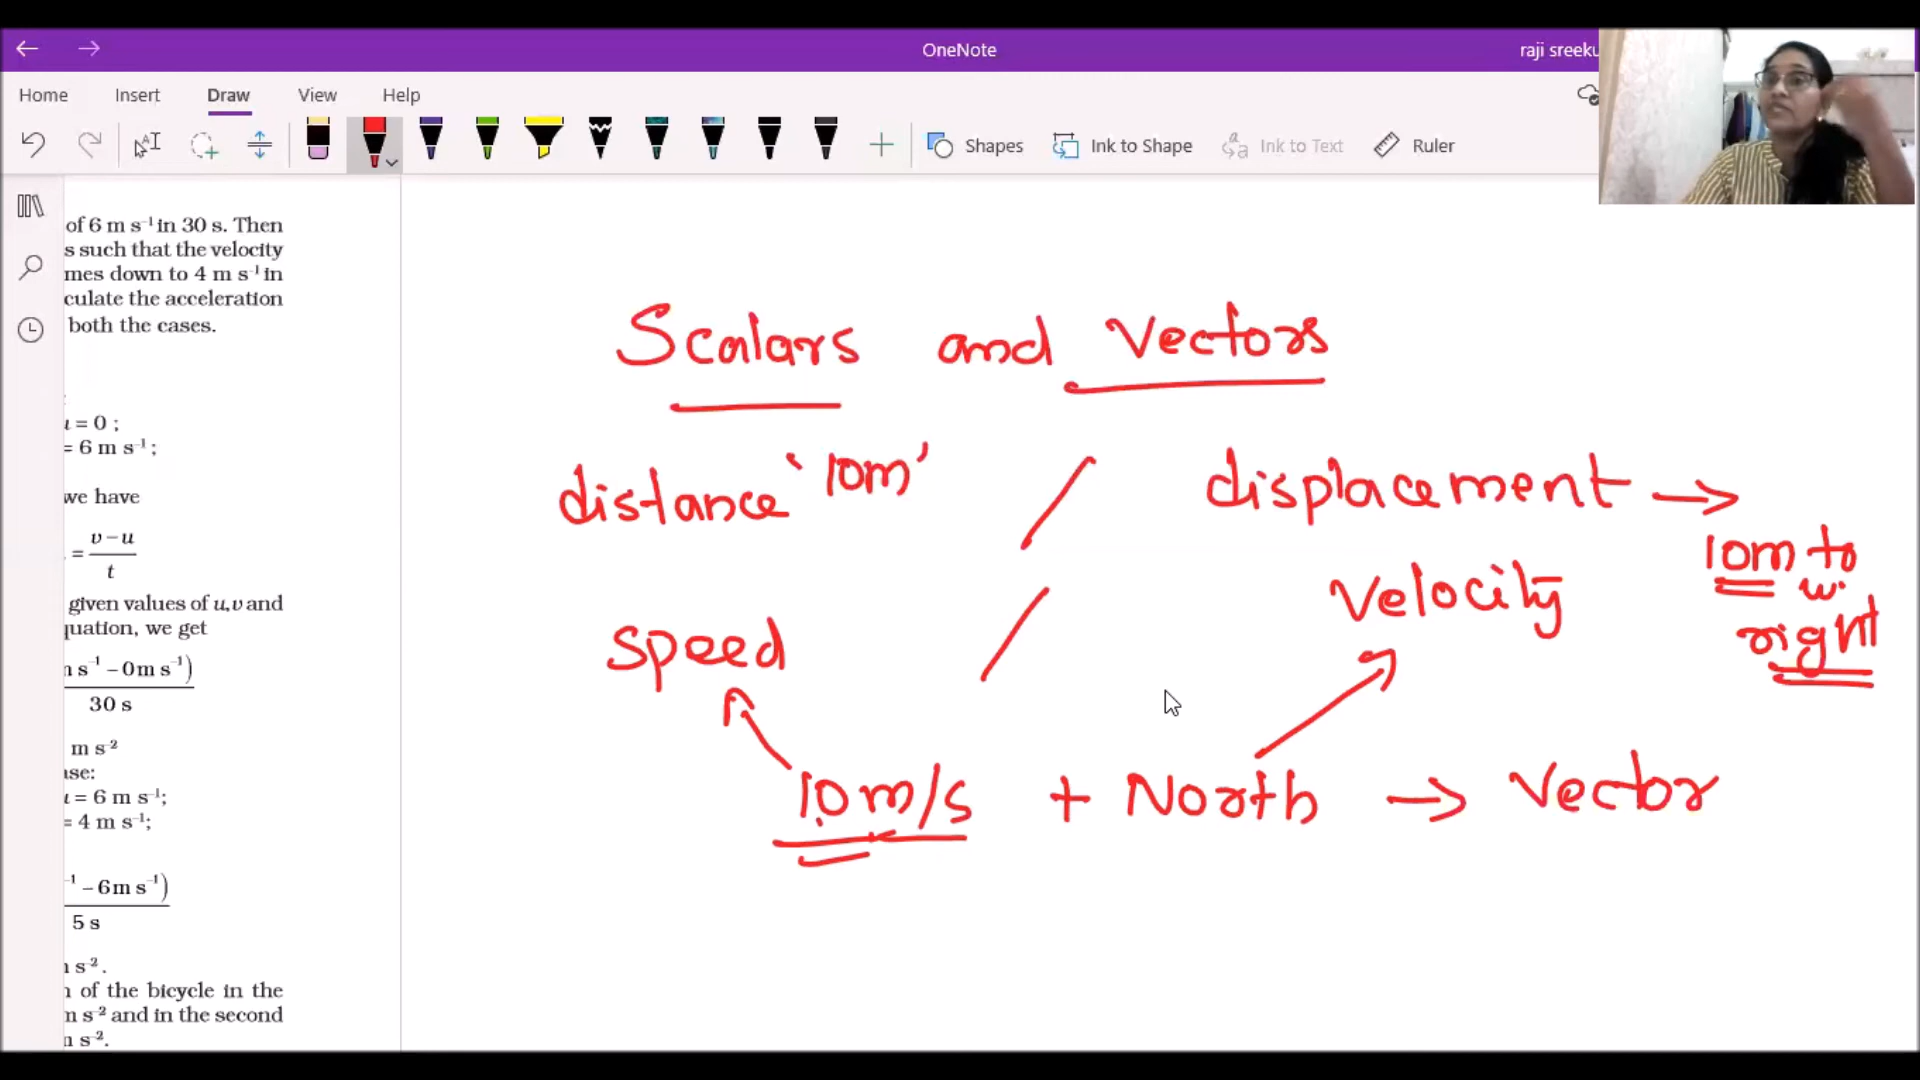 OneNote
raji sreeku
Home Insert Draw View Help
Shapes Ink to Shape Ink to Text Ruler
of 6 m s⁻¹ in 30 s. Then
s such that the velocity
mes down to 4 m s⁻¹ in
culate the acceleration
both the cases.
u = 0 ;
= 6 m s⁻¹ ;
we have
= v – u / t
given values of u,v and
quation, we get
s⁻¹ – 0 m s⁻¹)
30 s
m s⁻²
ase:
= 6 m s⁻¹;
= 4 m s⁻¹;
⁻¹ – 6 m s⁻¹)
5 s
s⁻².
of the bicycle in the
m s⁻² and in the second
s⁻².
Scalars and Vectors
distance '10m' / displacement →
10m to
right
speed / Velocity
10 m/s + North → Vector